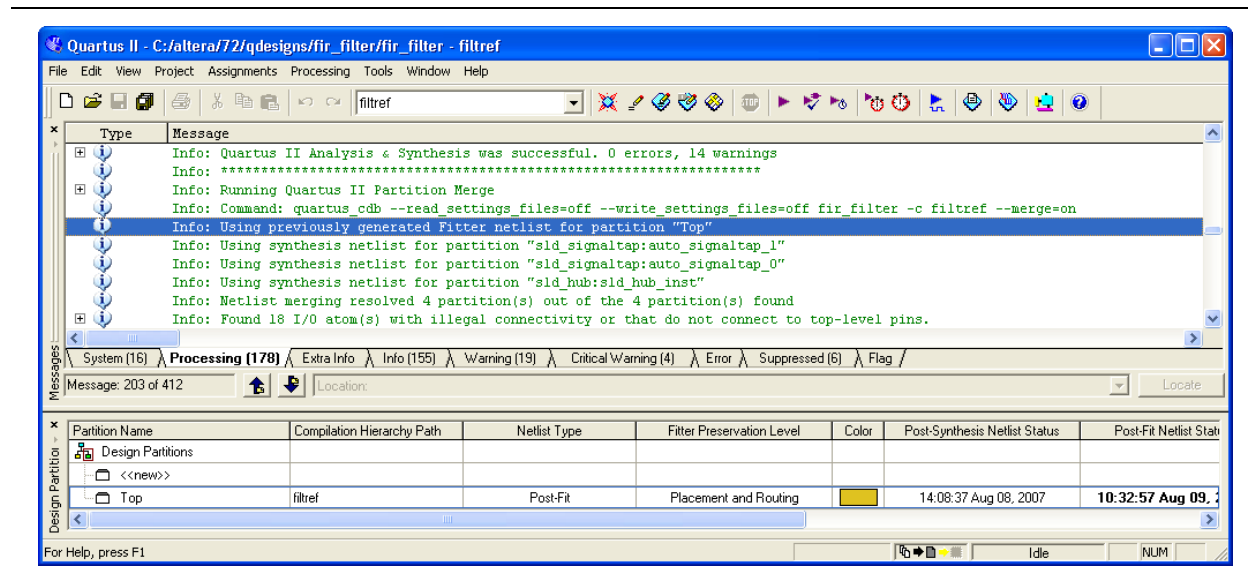 Quartus II - C:/altera/72/qdesigns/fir_filter/fir_filter - filtref
File Edit View Project Assignments Processing Tools Window Help
filtref
Type Message
Info: Quartus II Analysis & Synthesis was successful. 0 errors, 14 warnings
Info: *******************************************************************
Info: Running Quartus II Partition Merge
Info: Command: quartus_cdb --read_settings_files=off --write_settings_files=off fir_filter -c filtref --merge=on
Info: Using previously generated Fitter netlist for partition "Top"
Info: Using synthesis netlist for partition "sld_signaltap:auto_signaltap_1"
Info: Using synthesis netlist for partition "sld_signaltap:auto_signaltap_0"
Info: Using synthesis netlist for partition "sld_hub:sld_hub_inst"
Info: Netlist merging resolved 4 partition(s) out of the 4 partition(s) found
Info: Found 18 I/O atom(s) with illegal connectivity or that do not connect to top-level pins.
System (16) Processing (178) Extra Info Info (155) Warning (19) Critical Warning (4) Error Suppressed (6) Flag
Messages
Message: 203 of 412 Location: Locate
Partition Name Compilation Hierarchy Path Netlist Type Fitter Preservation Level Color Post-Synthesis Netlist Status Post-Fit Netlist Stat
Design Partitions
<<new>>
Top filtref Post-Fit Placement and Routing 14:08:37 Aug 08, 2007 10:32:57 Aug 09, 2
Design Partition
For Help, press F1 Idle NUM